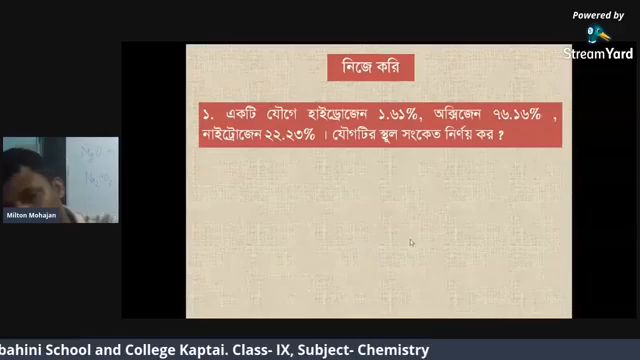 Powered by
StreamYard
নিজে করি
১. একটি যৌগে হাইড্রোজেন ১.৬১%, অক্সিজেন ৭৬.১৬% ,
নাইট্রোজেন ২২.২৩% । যৌগটির স্থুল সংকেত নির্ণয় কর ?
Milton Mohajan
bahini School and College Kaptai. Class- IX, Subject- Chemistry